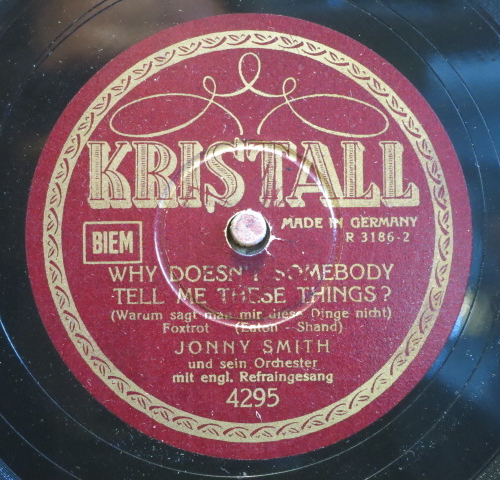 KRISTALL
MADE IN GERMANY
R 3186-2
BIEM
WHY DOESN'T SOMEBODY
TELL ME THESE THINGS?
(Warum sagt man mir diese Dinge nicht)
Foxtrot (Eaton - Shand)
JONNY SMITH
und sein Orchester
mit engl. Refraingesang
4295